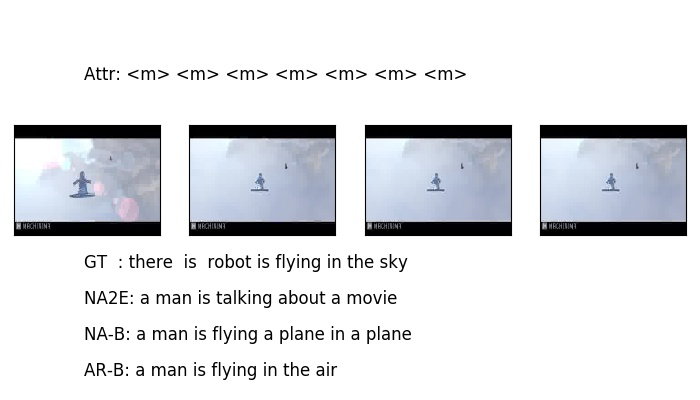 Attr: <m> <m> <m> <m> <m> <m> <m>
MACHINIMA MACHINIMA MACHINIMA MACHINIMA
GT : there is robot is flying in the sky
NA2E: a man is talking about a movie
NA-B: a man is flying a plane in a plane
AR-B: a man is flying in the air